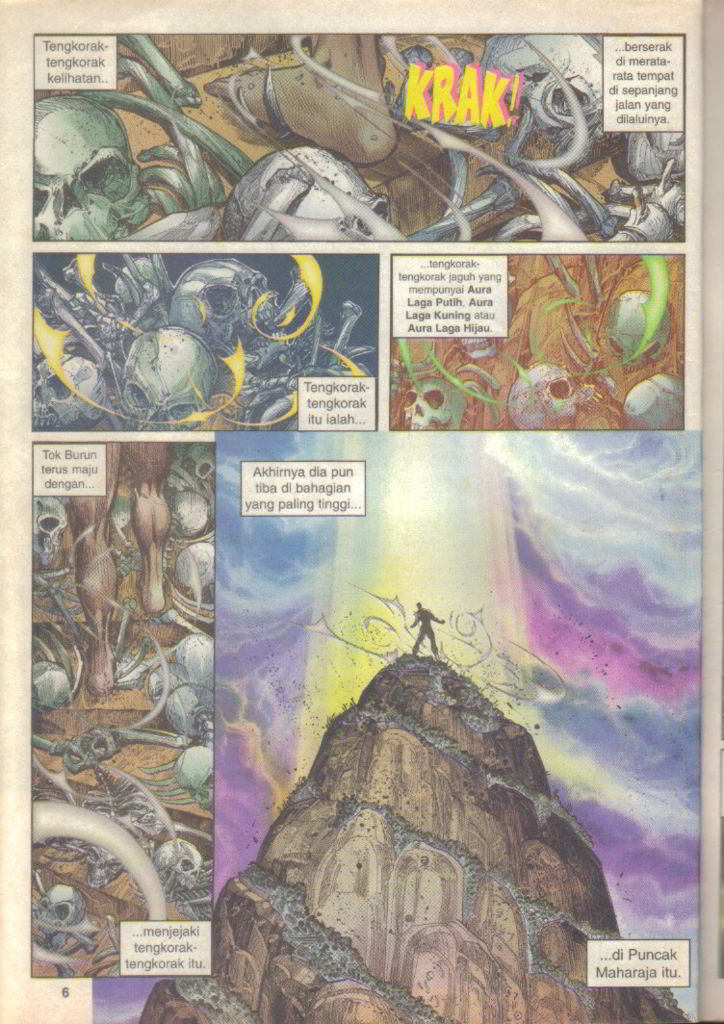 Tengkorak-
tengkorak
kelihatan..
KRAK!
...berserak
di merata-
rata tempat
di sepanjang
jalan yang
dilaluinya.
Tengkorak-
tengkorak
itu ialah...
...tengkorak-
tengkorak jaguh yang
mempunyai Aura
Laga Putih, Aura
Laga Kuning atau
Aura Laga Hijau.
Tok Burun
terus maju
dengan...
...menjejaki
tengkorak-
tengkorak itu.
Akhirnya dia pun
tiba di bahagian
yang paling tinggi...
...di Puncak
Maharaja itu.
6